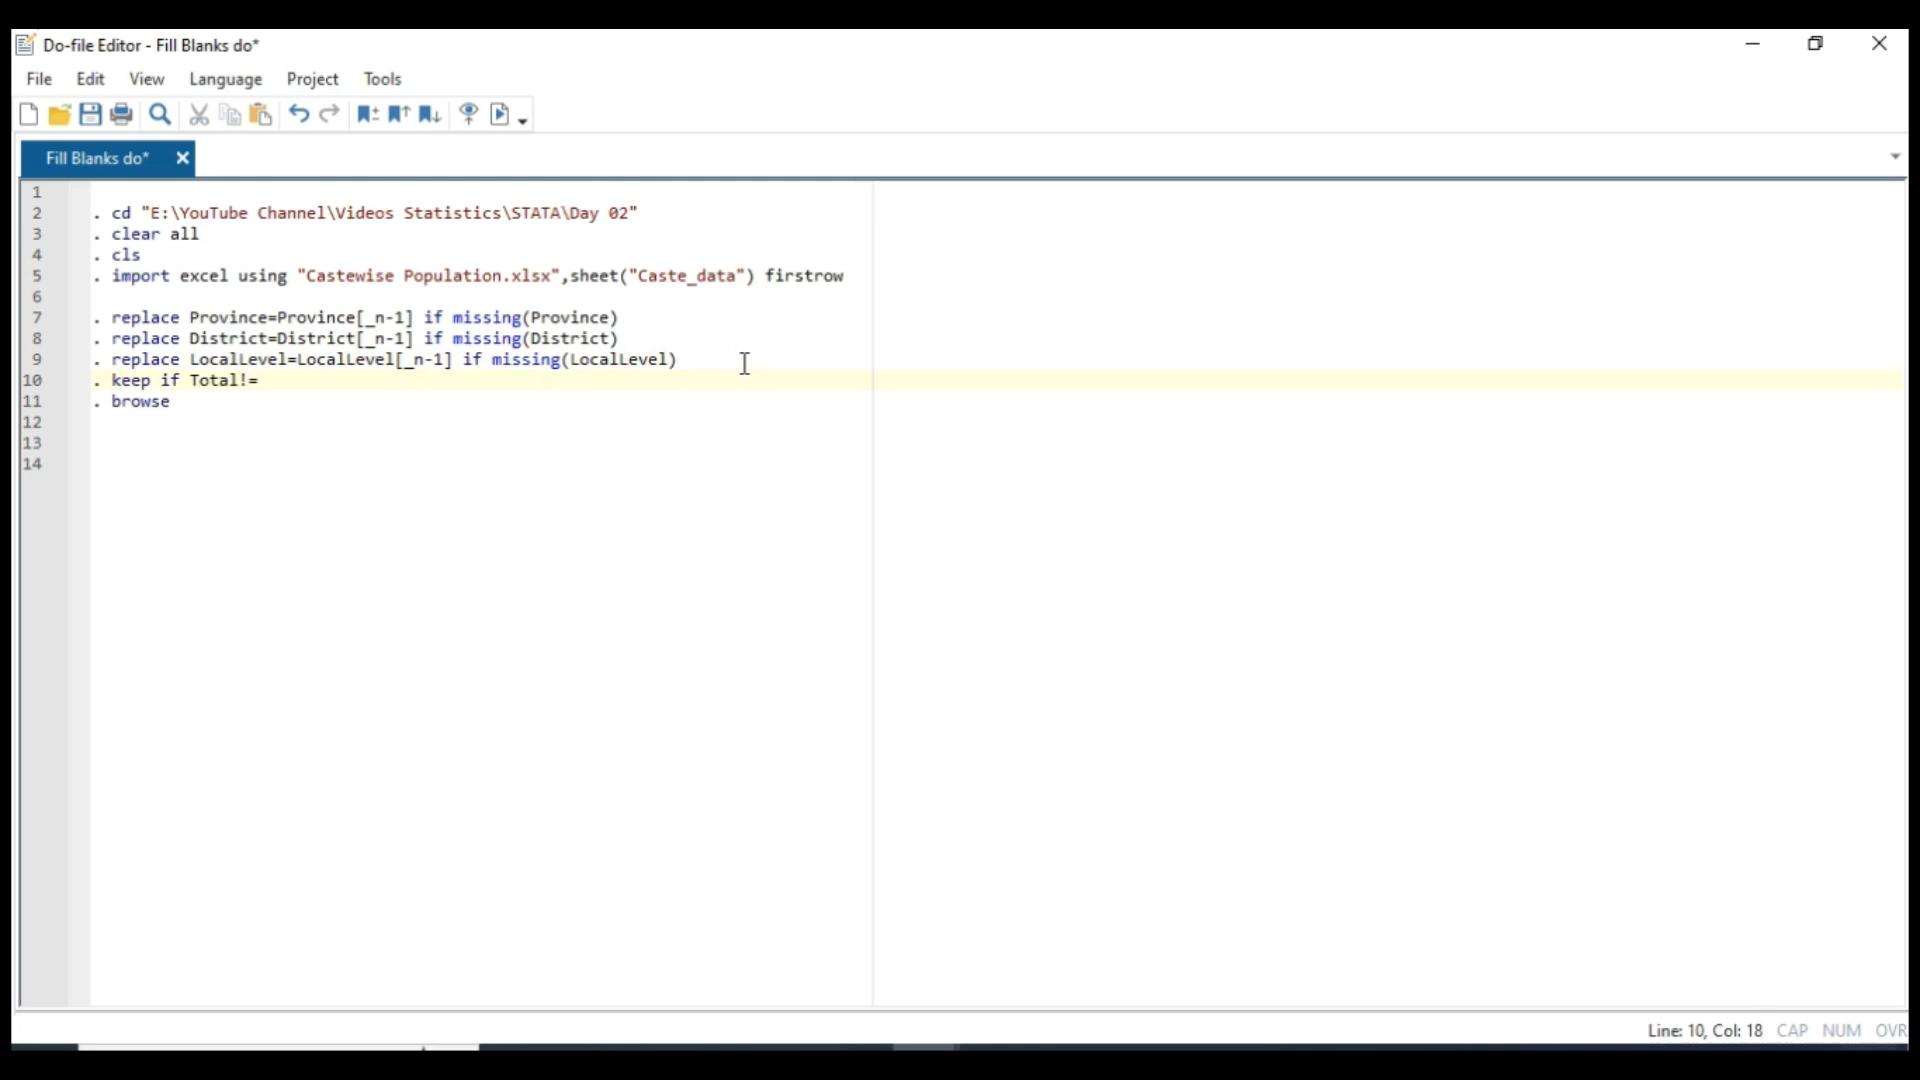 Do-file Editor - Fill Blanks do*
File Edit View Language Project Tools
Fill Blanks do*
1
2 . cd "E:\YouTube Channel\Videos Statistics\STATA\Day 02"
3 . clear all
4 . cls
5 . import excel using "Castewise Population.xlsx",sheet("Caste_data") firstrow
6
7 . replace Province=Province[_n-1] if missing(Province)
8 . replace District=District[_n-1] if missing(District)
9 . replace LocalLevel=LocalLevel[_n-1] if missing(LocalLevel)
10 . keep if Total!=
11 . browse
12
13
14
Line: 10, Col: 18 CAP NUM OVR